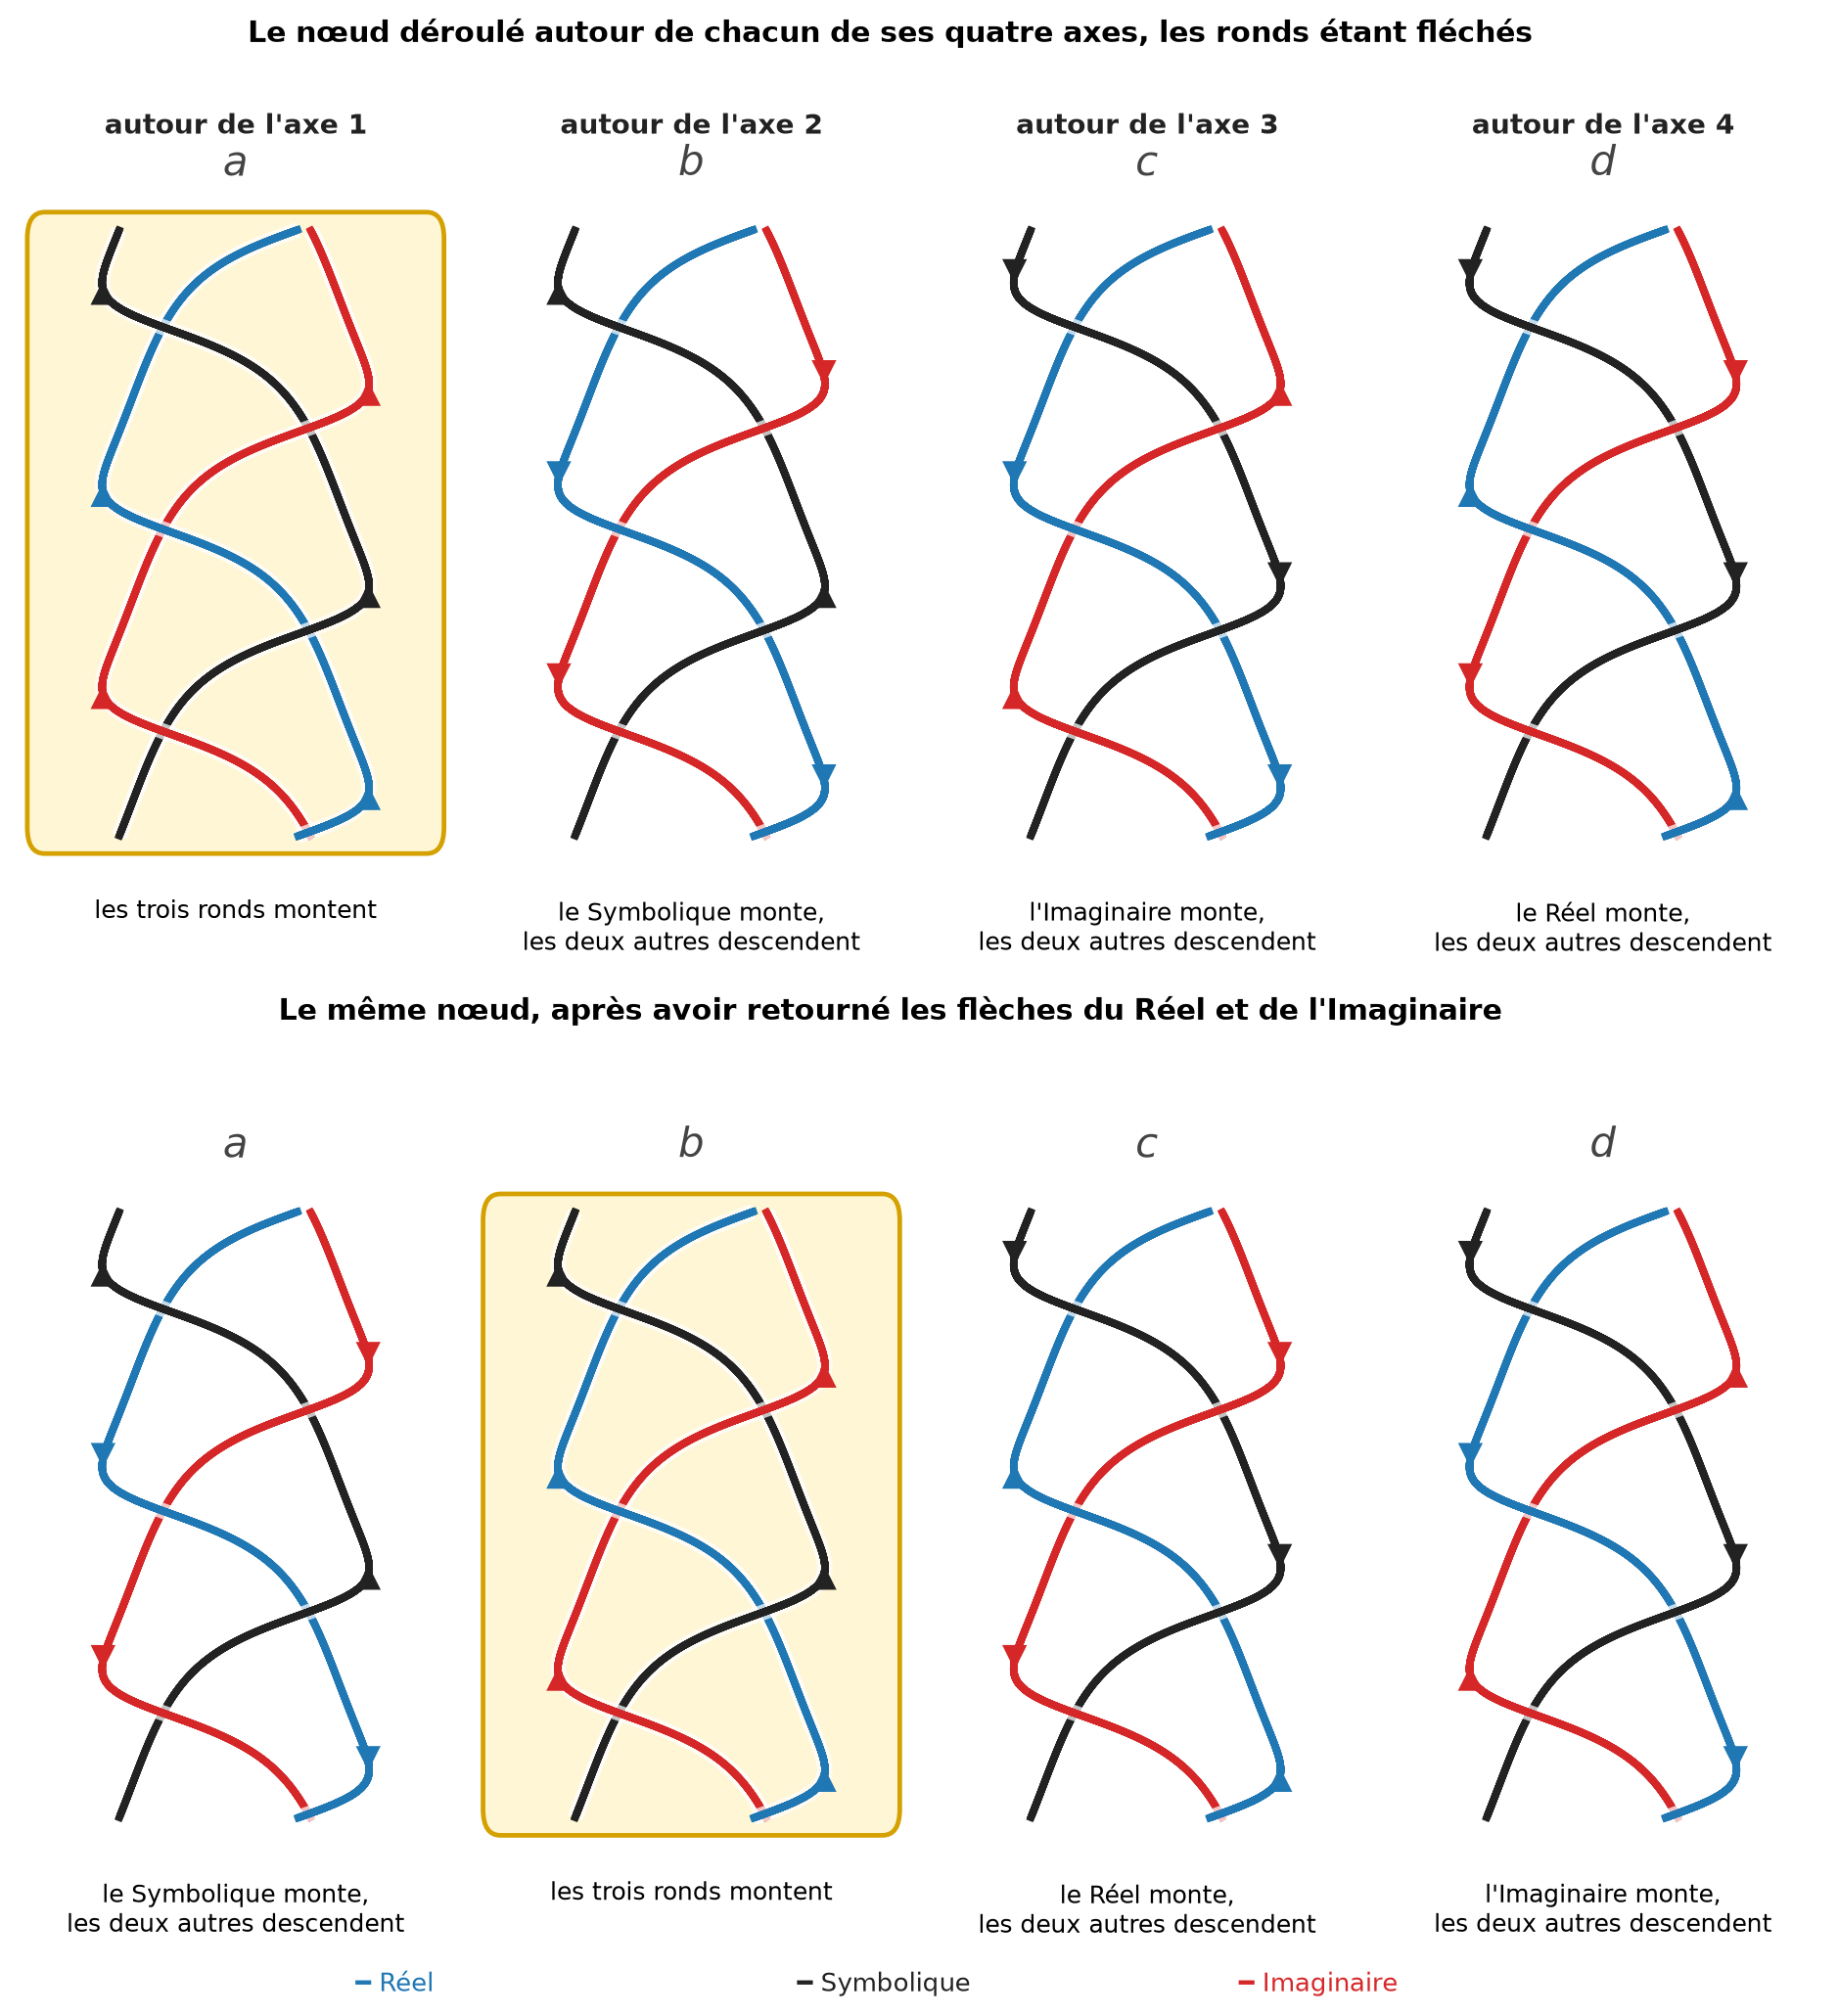 Le nœud déroulé autour de chacun de ses quatre axes, les ronds étant fléchés
autour de l'axe 1
a
autour de l'axe 2
b
autour de l'axe 3
c
autour de l'axe 4
d
les trois ronds montent
le Symbolique monte,
les deux autres descendent
l'Imaginaire monte,
les deux autres descendent
le Réel monte,
les deux autres descendent
Le même nœud, après avoir retourné les flèches du Réel et de l'Imaginaire
a
b
c
d
le Symbolique monte,
les deux autres descendent
les trois ronds montent
le Réel monte,
les deux autres descendent
l'Imaginaire monte,
les deux autres descendent
Réel
Symbolique
Imaginaire